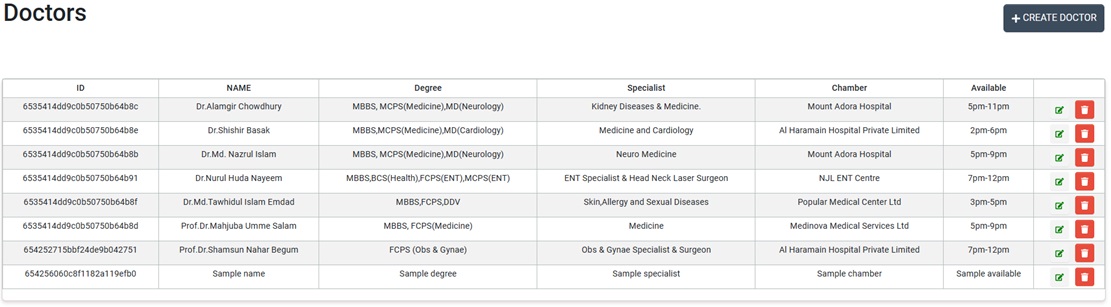 Doctors
CREATE DOCTOR
ID NAME Degree Specialist Chamber Available
6535414dd9c0b50750b64b8c Dr.Alamgir Chowdhury MBBS, MCPS(Medicine),MD(Neurology) Kidney Diseases & Medicine. Mount Adora Hospital 5pm-11pm
6535414dd9c0b50750b64b8e Dr.Shishir Basak MBBS,MCPS(Medicine),MD(Cardiology) Medicine and Cardiology Al Haramain Hospital Private Limited 2pm-6pm
6535414dd9c0b50750b64b8b Dr.Md. Nazrul Islam MBBS, MCPS(Medicine),MD(Neurology) Neuro Medicine Mount Adora Hospital 5pm-9pm
6535414dd9c0b50750b64b91 Dr.Nurul Huda Nayeem MBBS,BCS(Health),FCPS(ENT),MCPS(ENT) ENT Specialist & Head Neck Laser Surgeon NJL ENT Centre 7pm-12pm
6535414dd9c0b50750b64b8f Dr.Md.Tawhidul Islam Emdad MBBS,FCPS,DDV Skin,Allergy and Sexual Diseases Popular Medical Center Ltd 3pm-5pm
6535414dd9c0b50750b64b8d Prof.Dr.Mahjuba Umme Salam MBBS, FCPS(Medicine) Medicine Medinova Medical Services Ltd 5pm-9pm
654252715bbf24de9b042751 Prof.Dr.Shamsun Nahar Begum FCPS (Obs & Gynae) Obs & Gynae Specialist & Surgeon Al Haramain Hospital Private Limited 7pm-12pm
654256060c8f1182a119efb0 Sample name Sample degree Sample specialist Sample chamber Sample available